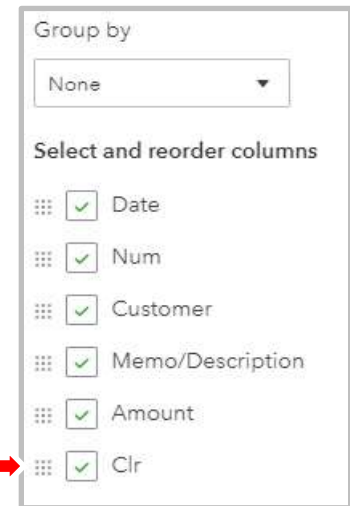 Group by
None
Select and reorder columns
Date
Num
Customer
Memo/Description
Amount
Clr